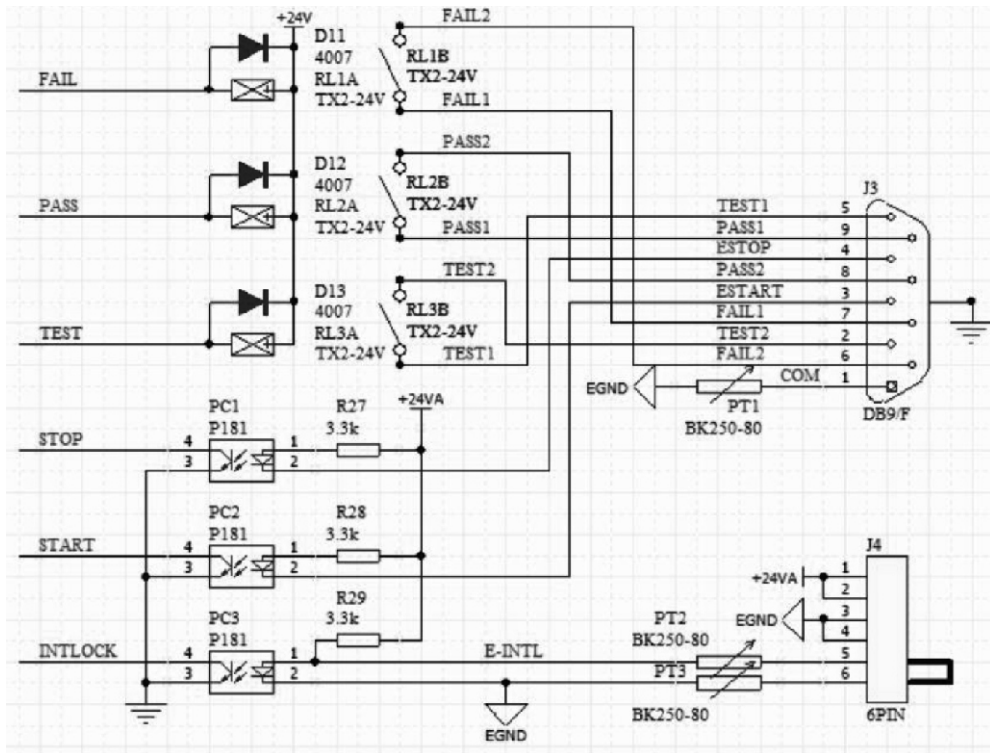 +24V
D11
4007
FAIL
RL1A
TX2-24V
FAIL2
RL1B
TX2-24V
FAIL1
D12
4007
PASS
RL2A
TX2-24V
PASS2
RL2B
TX2-24V
PASS1
D13
4007
TEST
RL3A
TX2-24V
TEST2
RL3B
TX2-24V
TEST1
J3
TEST1 5
PASS1 9
ESTOP 4
PASS2 8
ESTART 3
FAIL1 7
TEST2 2
FAIL2 6
COM 1
EGND
PT1
BK250-80
DB9/F
+24VA
PC1
P181
R27
3.3k
STOP
4 1
3 2
PC2
P181
R28
3.3k
START
4 1
3 2
PC3
P181
R29
3.3k
INTLOCK
4 1
3 2
E-INTL
EGND
J4
+24VA
1
2
EGND
3
4
5
6
PT2
BK250-80
PT3
BK250-80
6PIN